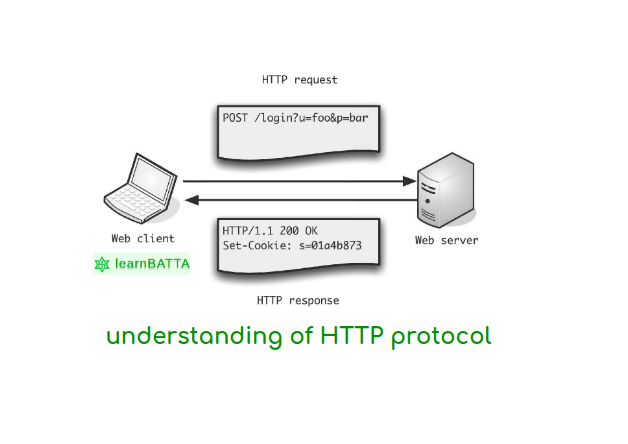 HTTP request
POST /login?u=foo&p=bar
Web client
Web server
HTTP/1.1 200 OK
Set-Cookie: s=01a4b873
learnBATTA
HTTP response
understanding of HTTP protocol